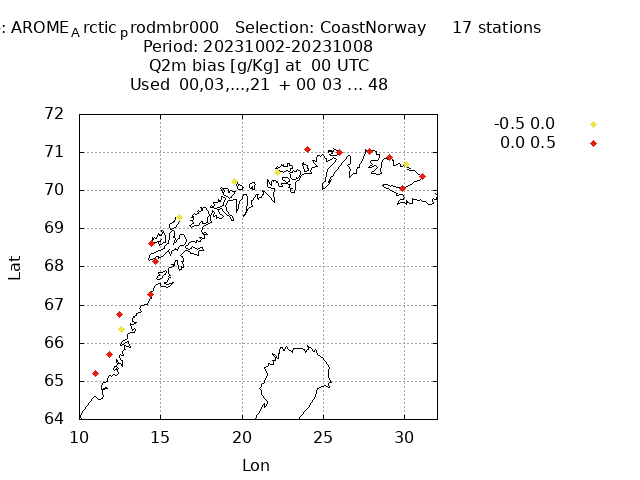 : AROME_Arctic_prodmbr000 Selection: CoastNorway 17 stations
Period: 20231002-20231008
Q2m bias [g/Kg] at 00 UTC
Used 00,03,...,21 + 00 03 ... 48
-0.5 0.0
0.0 0.5
72
71
70
69
68
67
66
65
64
Lat
10 15 20 25 30
Lon